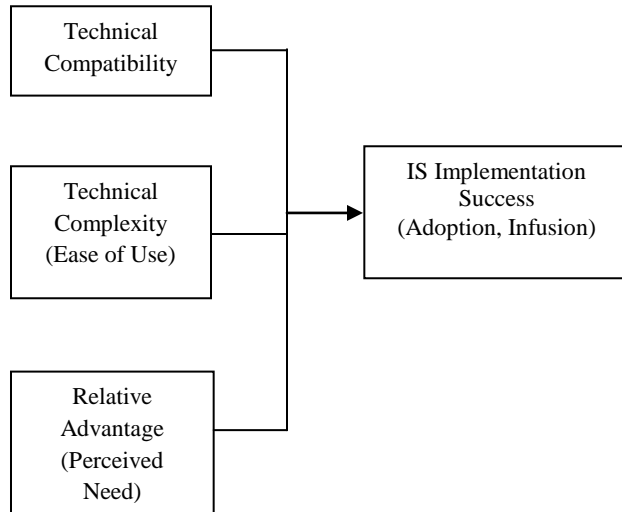 Technical
Compatibility
Technical
Complexity
(Ease of Use)
IS Implementation
Success
(Adoption, Infusion)
Relative
Advantage
(Perceived
Need)